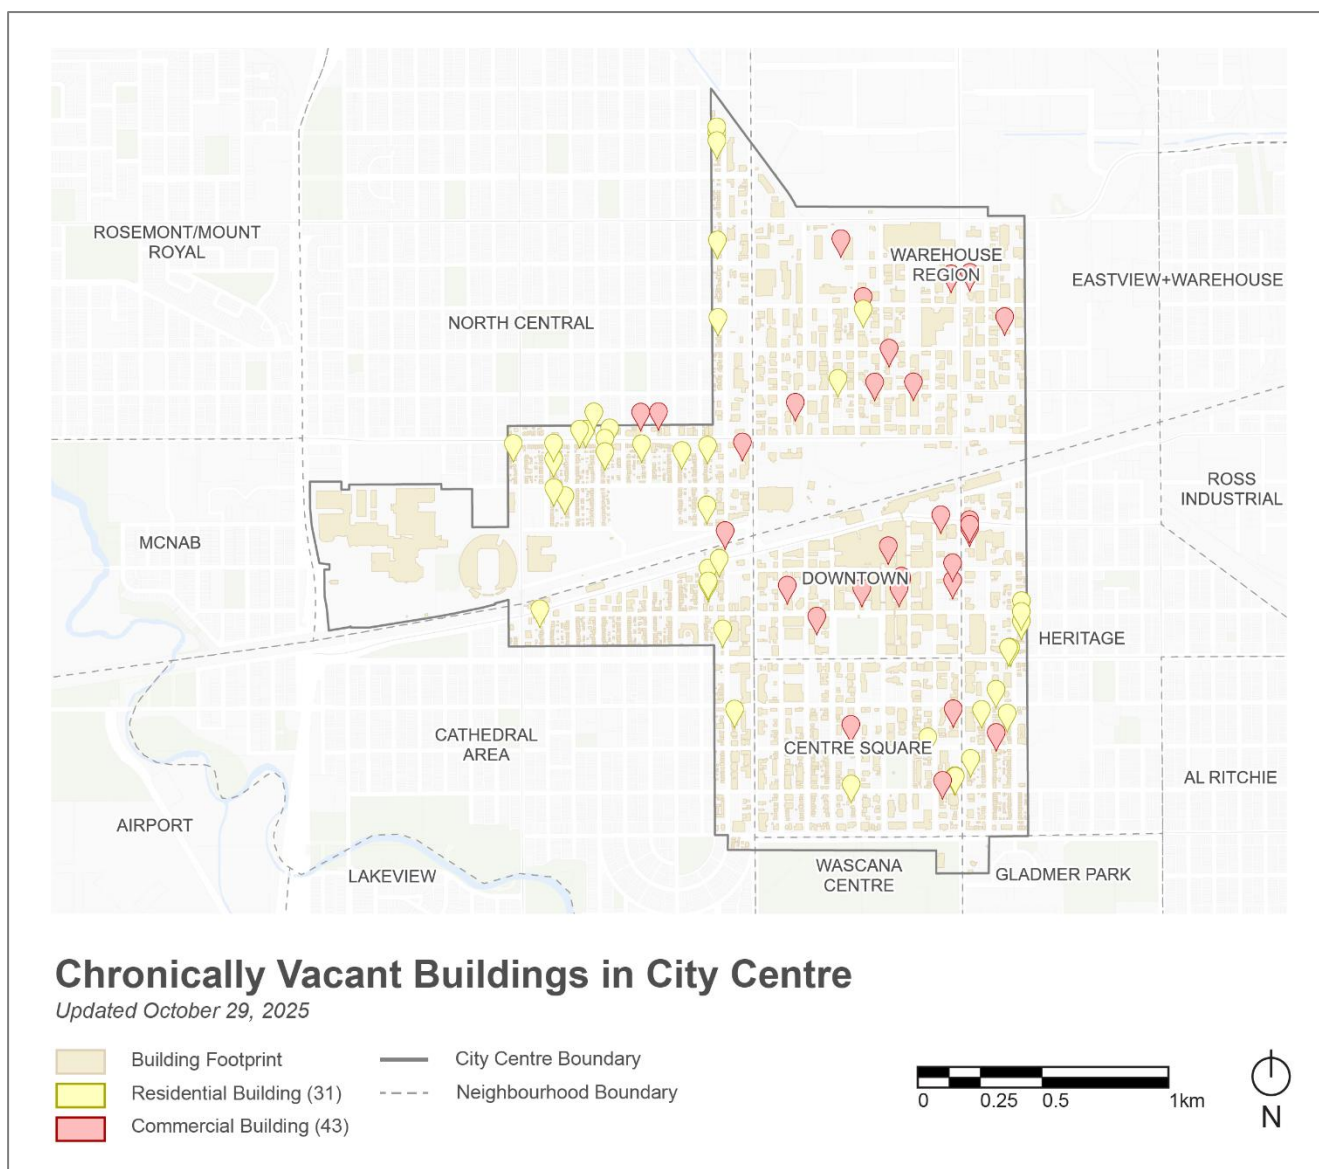 ROSEMONT/MOUNT
ROYAL
WAREHOUSE
REGION
EASTVIEW+WAREHOUSE
NORTH CENTRAL
ROSS
INDUSTRIAL
MCNAB
DOWNTOWN
HERITAGE
CATHEDRAL
AREA
CENTRE SQUARE
AL RITCHIE
AIRPORT
LAKEVIEW
WASCANA
CENTRE
GLADMER PARK
Chronically Vacant Buildings in City Centre
Updated October 29, 2025
Building Footprint
Residential Building (31)
Commercial Building (43)
City Centre Boundary
Neighbourhood Boundary
0 0.25 0.5 1km
N